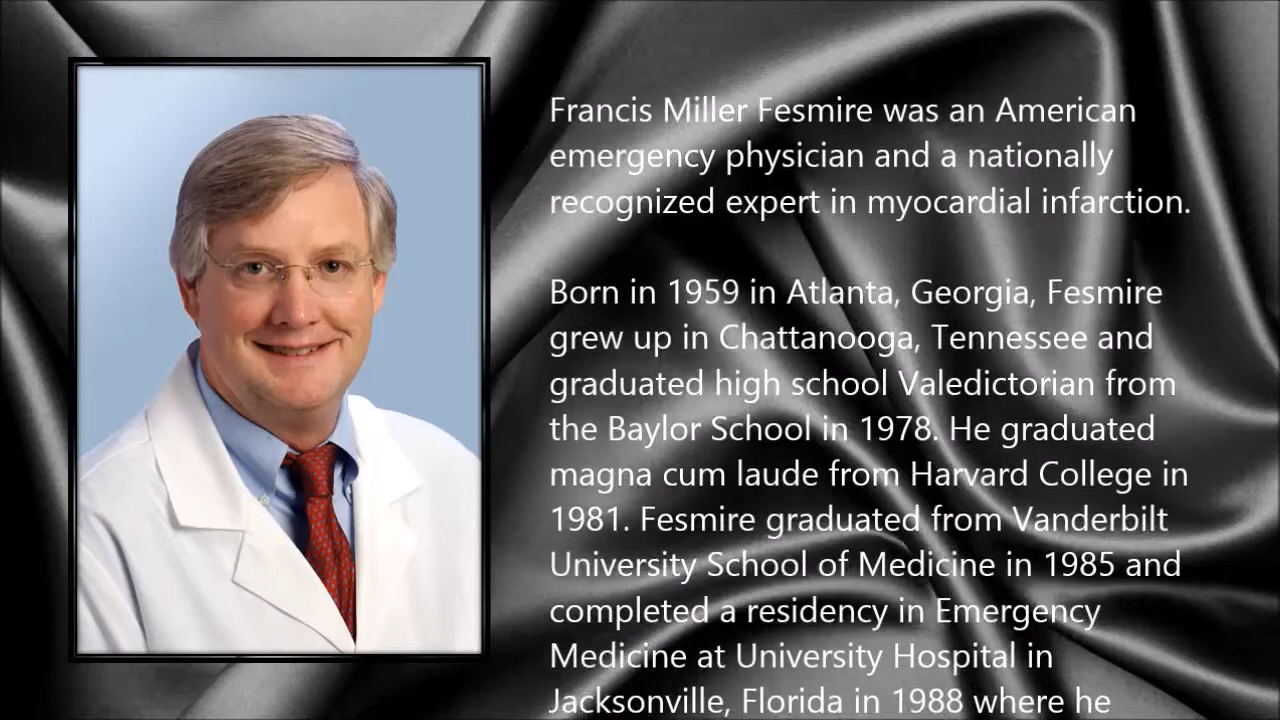 Francis Miller Fesmire was an American
emergency physician and a nationally
recognized expert in myocardial infarction.
Born in 1959 in Atlanta, Georgia, Fesmire
grew up in Chattanooga, Tennessee and
graduated high school Valedictorian from
the Baylor School in 1978. He graduated
magna cum laude from Harvard College in
1981. Fesmire graduated from Vanderbilt
University School of Medicine in 1985 and
completed a residency in Emergency
Medicine at University Hospital in
Jacksonville, Florida in 1988 where he